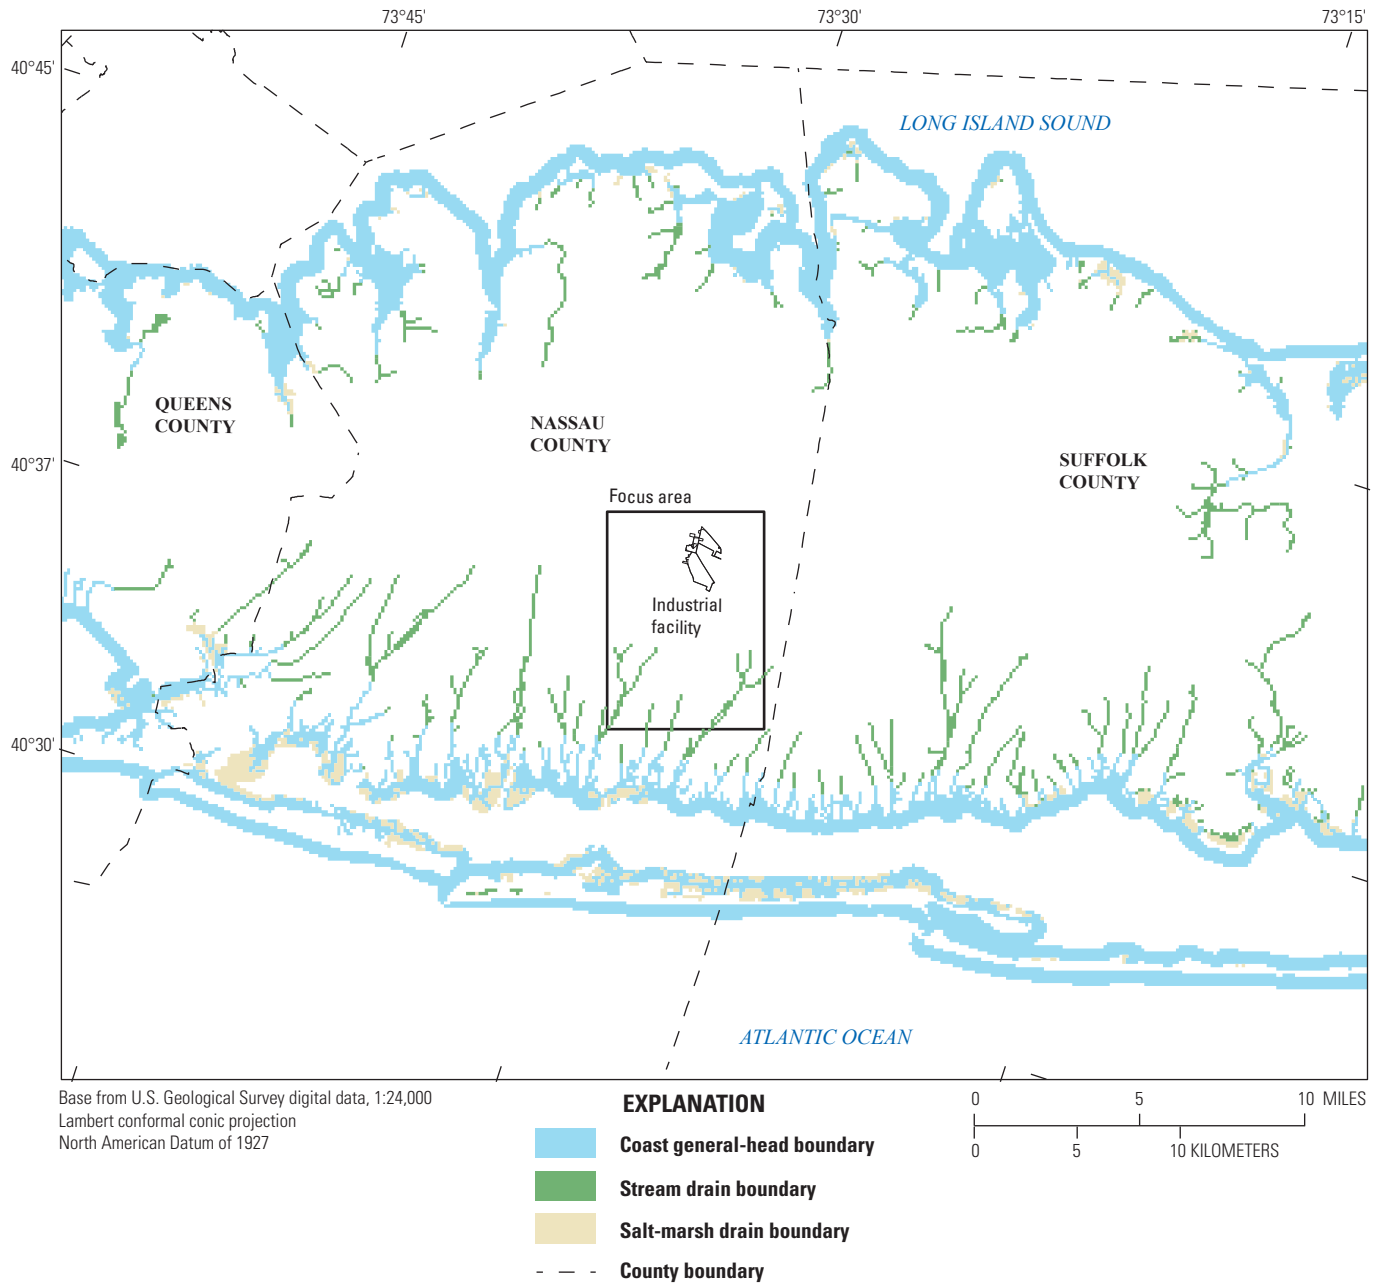 73°45'
73°30'
73°15'
40°45'
LONG ISLAND SOUND
QUEENS
COUNTY
NASSAU
COUNTY
40°37'
SUFFOLK
COUNTY
Focus area
Industrial
facility
40°30'
ATLANTIC OCEAN
Base from U.S. Geological Survey digital data, 1:24,000
Lambert conformal conic projection
North American Datum of 1927
0 5 10 MILES
0 5 10 KILOMETERS
EXPLANATION
Coast general-head boundary
Stream drain boundary
Salt-marsh drain boundary
County boundary